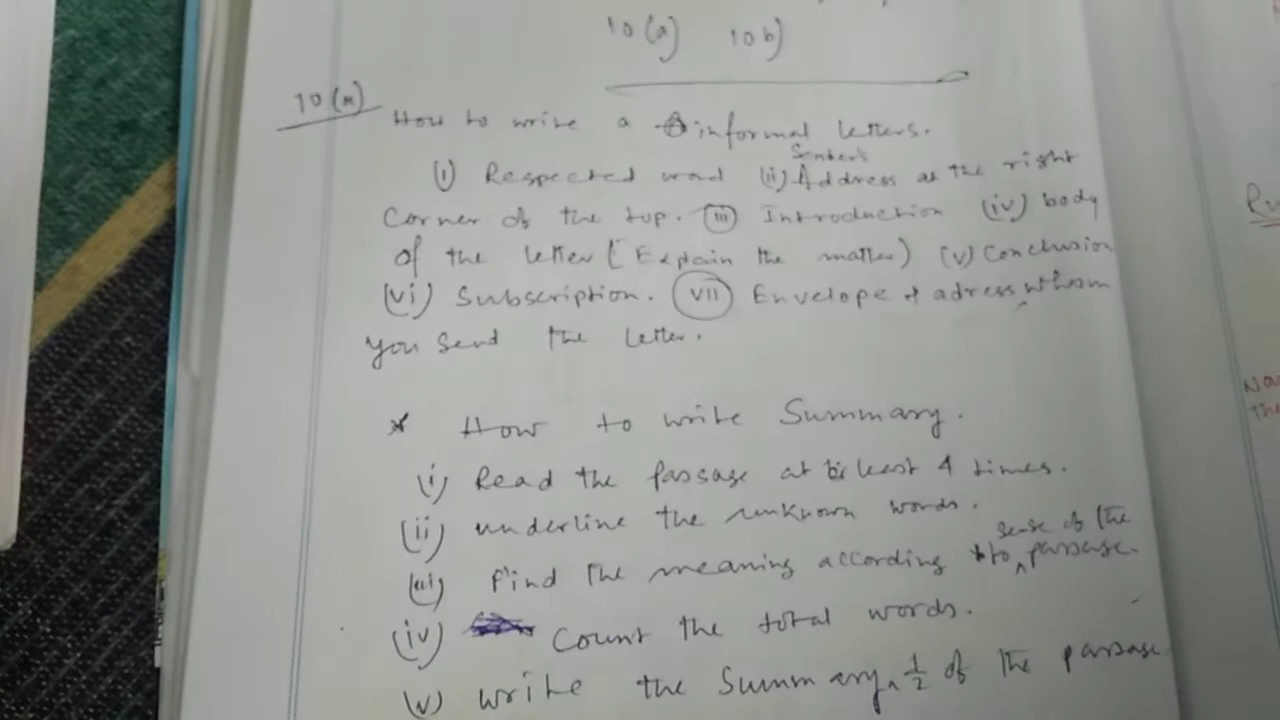 10(a) 10 b)
10(a)
How to write a informal letters.
(i) Respected word (ii) Sender's Address at the right
corner of the top. (iii) Introduction (iv) body
of the letter (Explain the matter) (v) Conclusion
(vi) Subscription. (vii) Envelope & adress whom
you send the letter.
* How to write Summary.
(i) Read the passage at least 4 times.
(ii) underline the unknown words.
(iii) Find the meaning according to sense of the passage.
(iv) Count the total words.
(v) write the Summary 1/2 of the passage